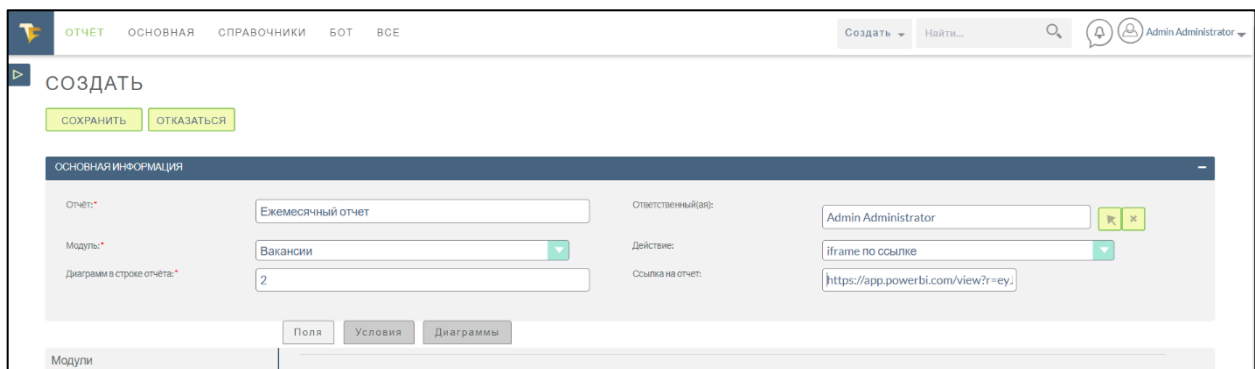 ОТЧЁТ ОСНОВНАЯ СПРАВОЧНИКИ БОТ ВСЕ Создать Найти... Admin Administrator
СОЗДАТЬ
СОХРАНИТЬ ОТКАЗАТЬСЯ
ОСНОВНАЯ ИНФОРМАЦИЯ
Отчёт:* Ежемесячный отчет Ответственный(ая): Admin Administrator
Модуль:* Вакансии Действие: iframe по ссылке
Диаграмм в строке отчёта:* 2 Ссылка на отчет: https://app.powerbi.com/view?r=eyJ
Поля Условия Диаграммы
Модули